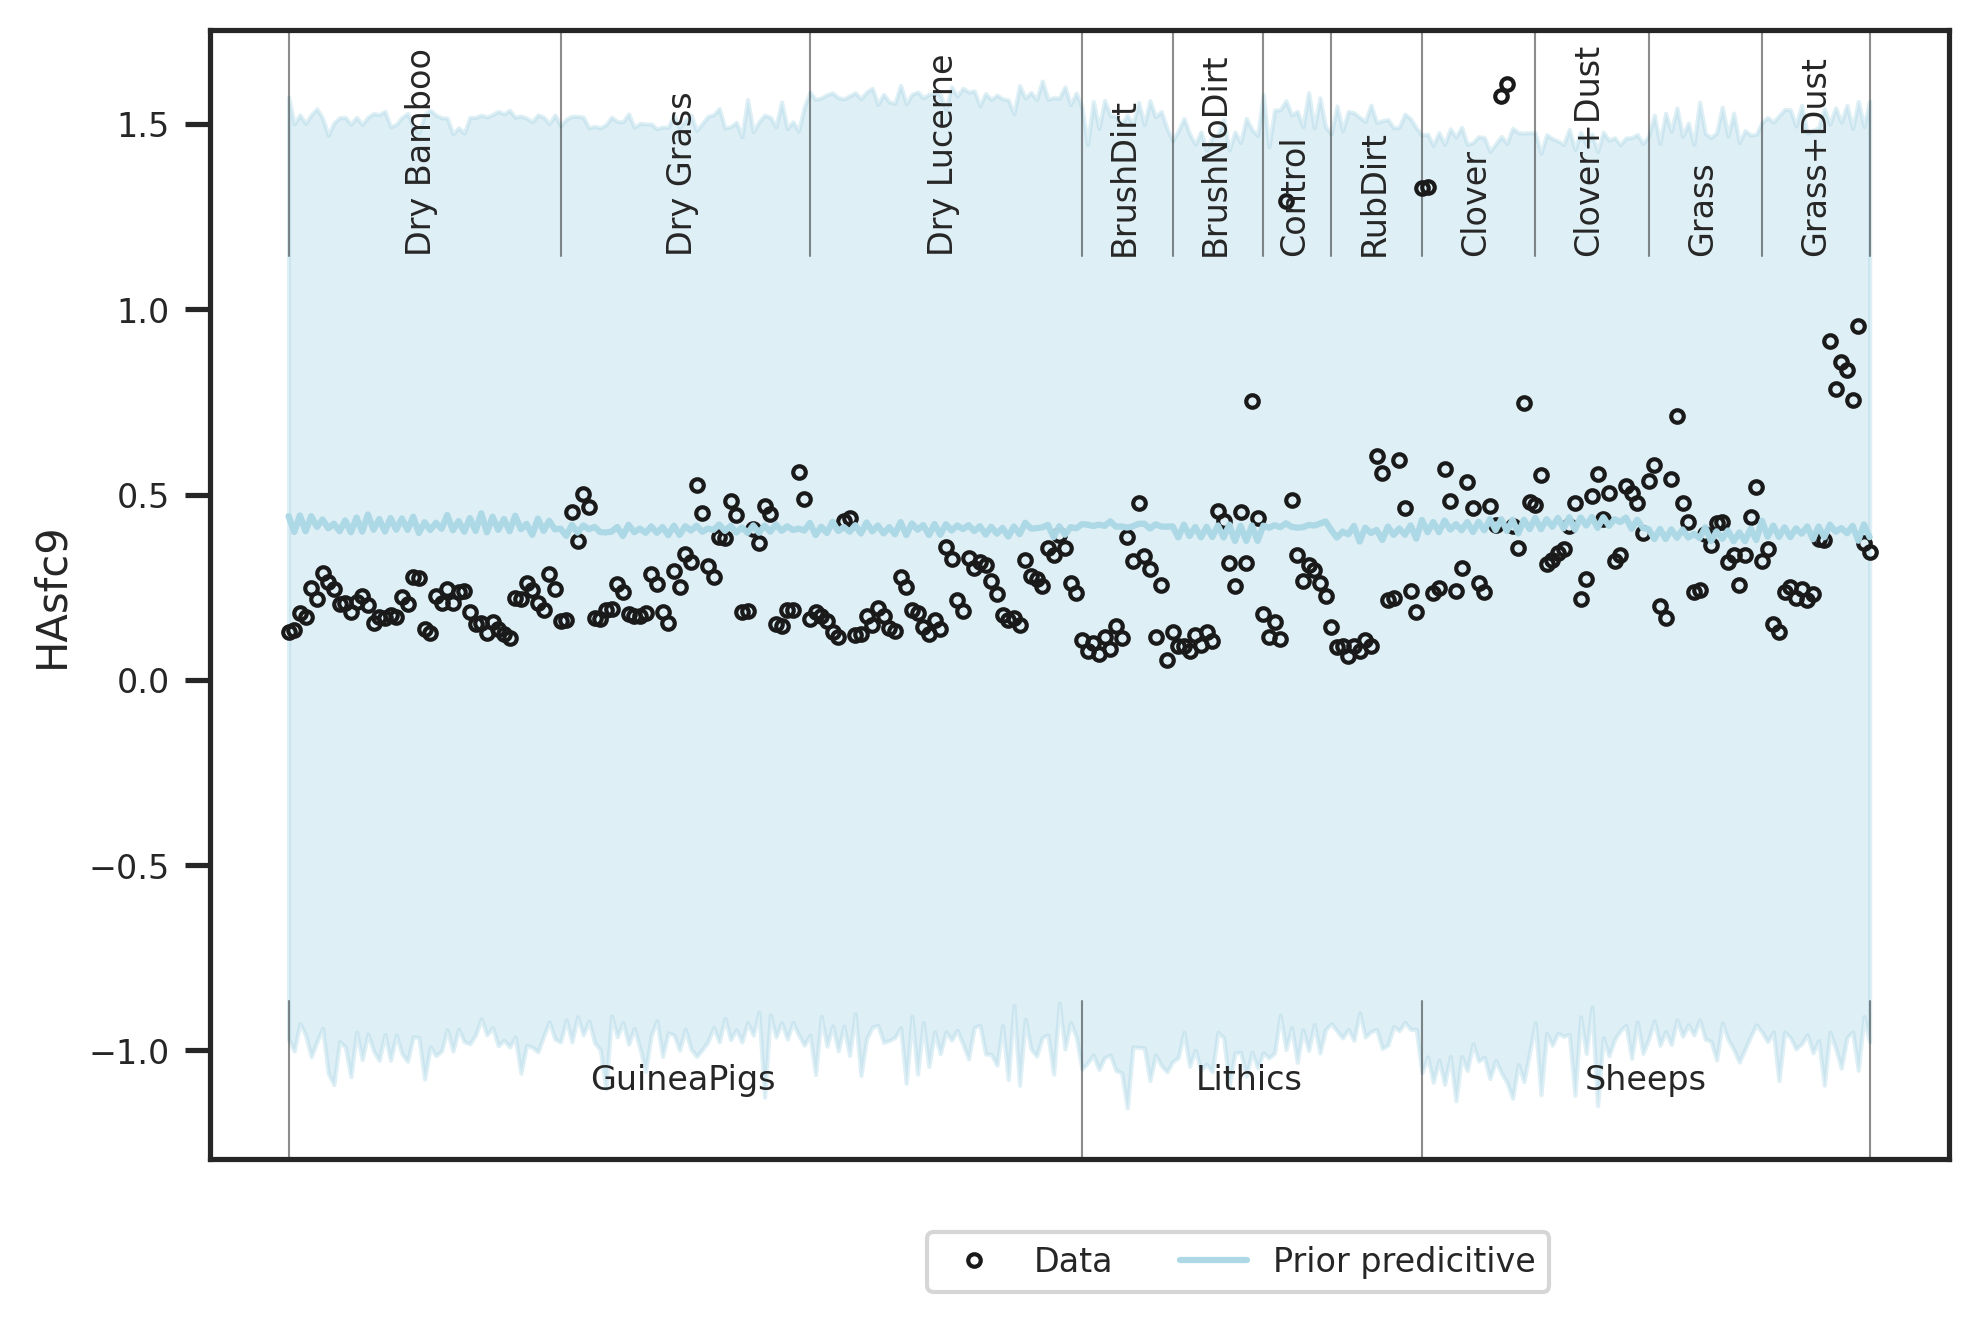 HAsfc9
1.5
1.0
0.5
0.0
−0.5
−1.0
Dry Bamboo
Dry Grass
Dry Lucerne
BrushDirt
BrushNoDirt
Control
RubDirt
Clover
Clover+Dust
Grass
Grass+Dust
GuineaPigs
Lithics
Sheeps
Data
Prior predicitive